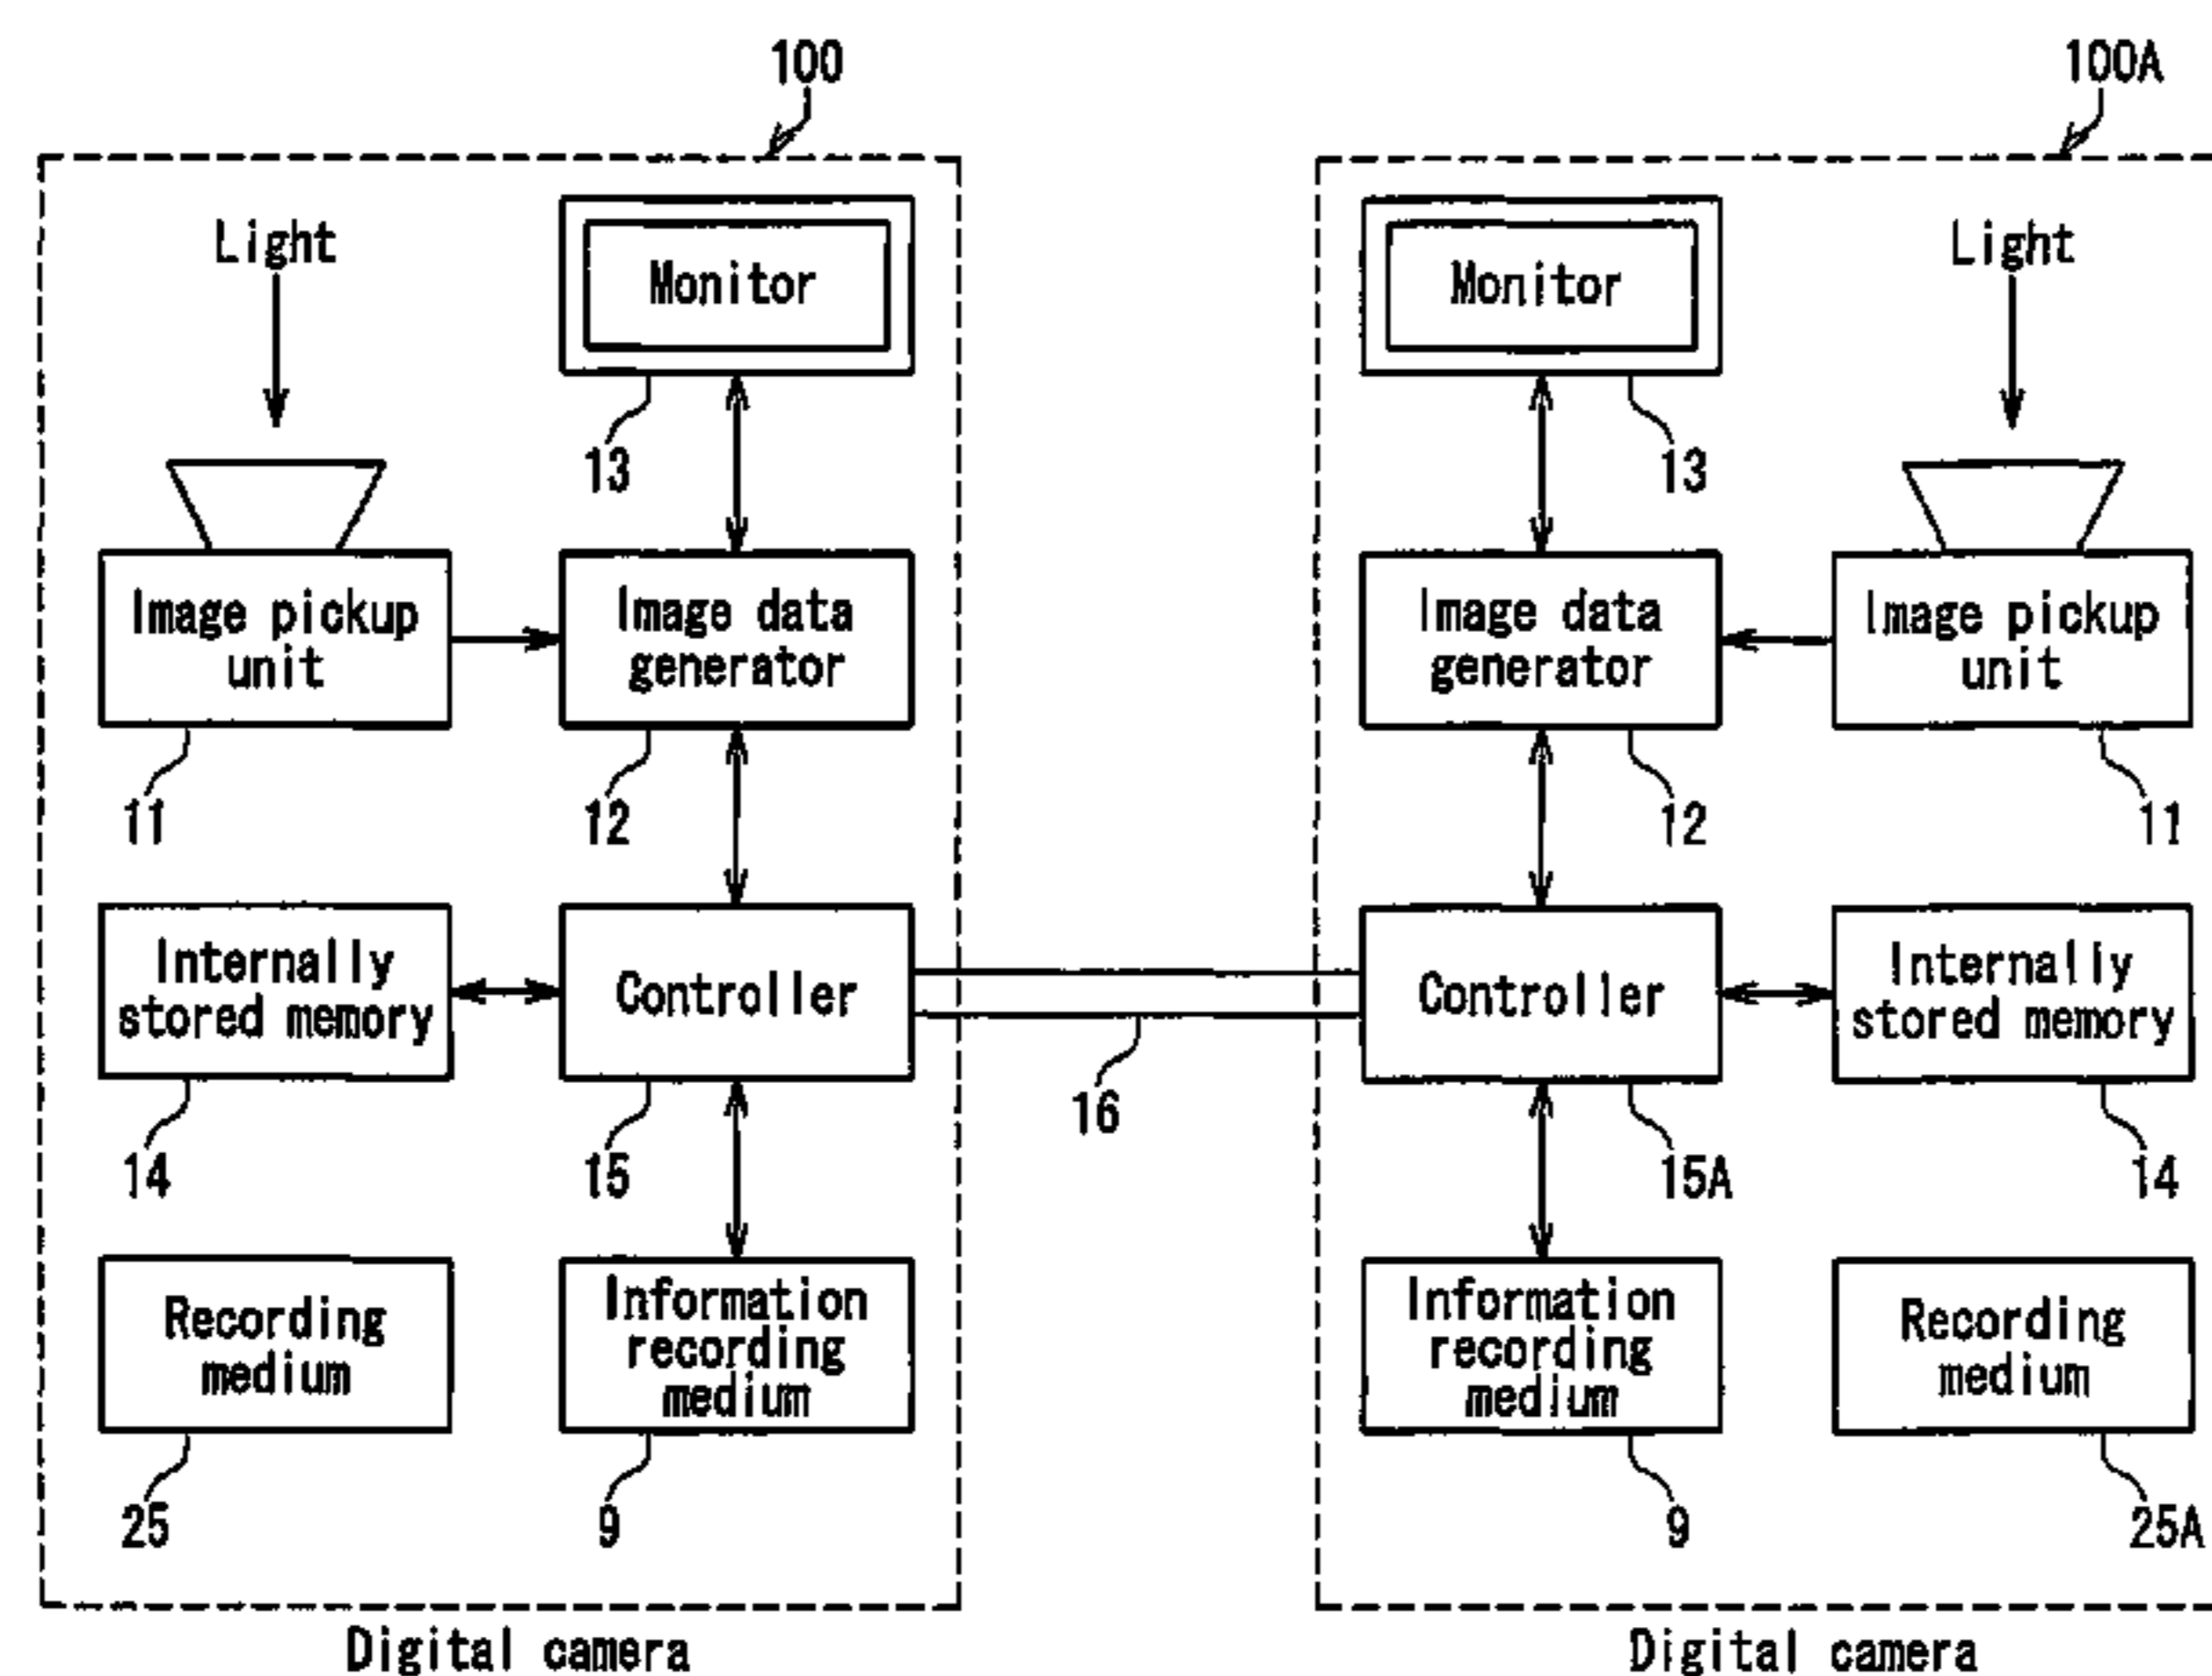 100
Light
Monitor
13
Image pickup
unit
11
Image data
generator
12
Internally
stored memory
14
Controller
15
Recording
medium
25
Information
recording
medium
9
Digital camera
16
100A
Monitor
13
Light
Image data
generator
12
Image pickup
unit
11
Controller
15A
Internally
stored memory
14
Information
recording
medium
9
Recording
medium
25A
Digital camera